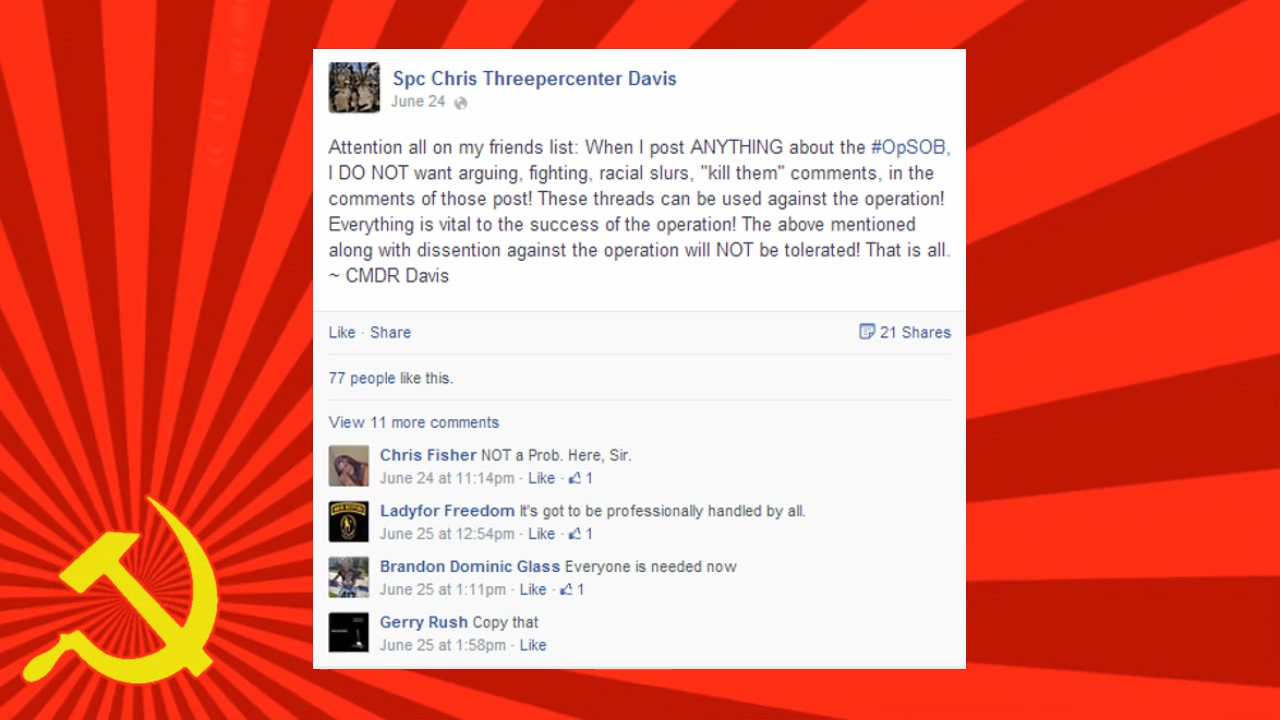 Spc Chris Threepercenter Davis
June 24
Attention all on my friends list: When I post ANYTHING about the #OpSOB,
I DO NOT want arguing, fighting, racial slurs, "kill them" comments, in the
comments of those post! These threads can be used against the operation!
Everything is vital to the success of the operation! The above mentioned
along with dissention against the operation will NOT be tolerated! That is all.
~ CMDR Davis
Like · Share
21 Shares
77 people like this.
View 11 more comments
Chris Fisher NOT a Prob. Here, Sir.
June 24 at 11:14pm · Like · 1
Ladyfor Freedom It's got to be professionally handled by all.
June 25 at 12:54pm · Like · 1
Brandon Dominic Glass Everyone is needed now
June 25 at 1:11pm · Like · 1
Gerry Rush Copy that
June 25 at 1:58pm · Like